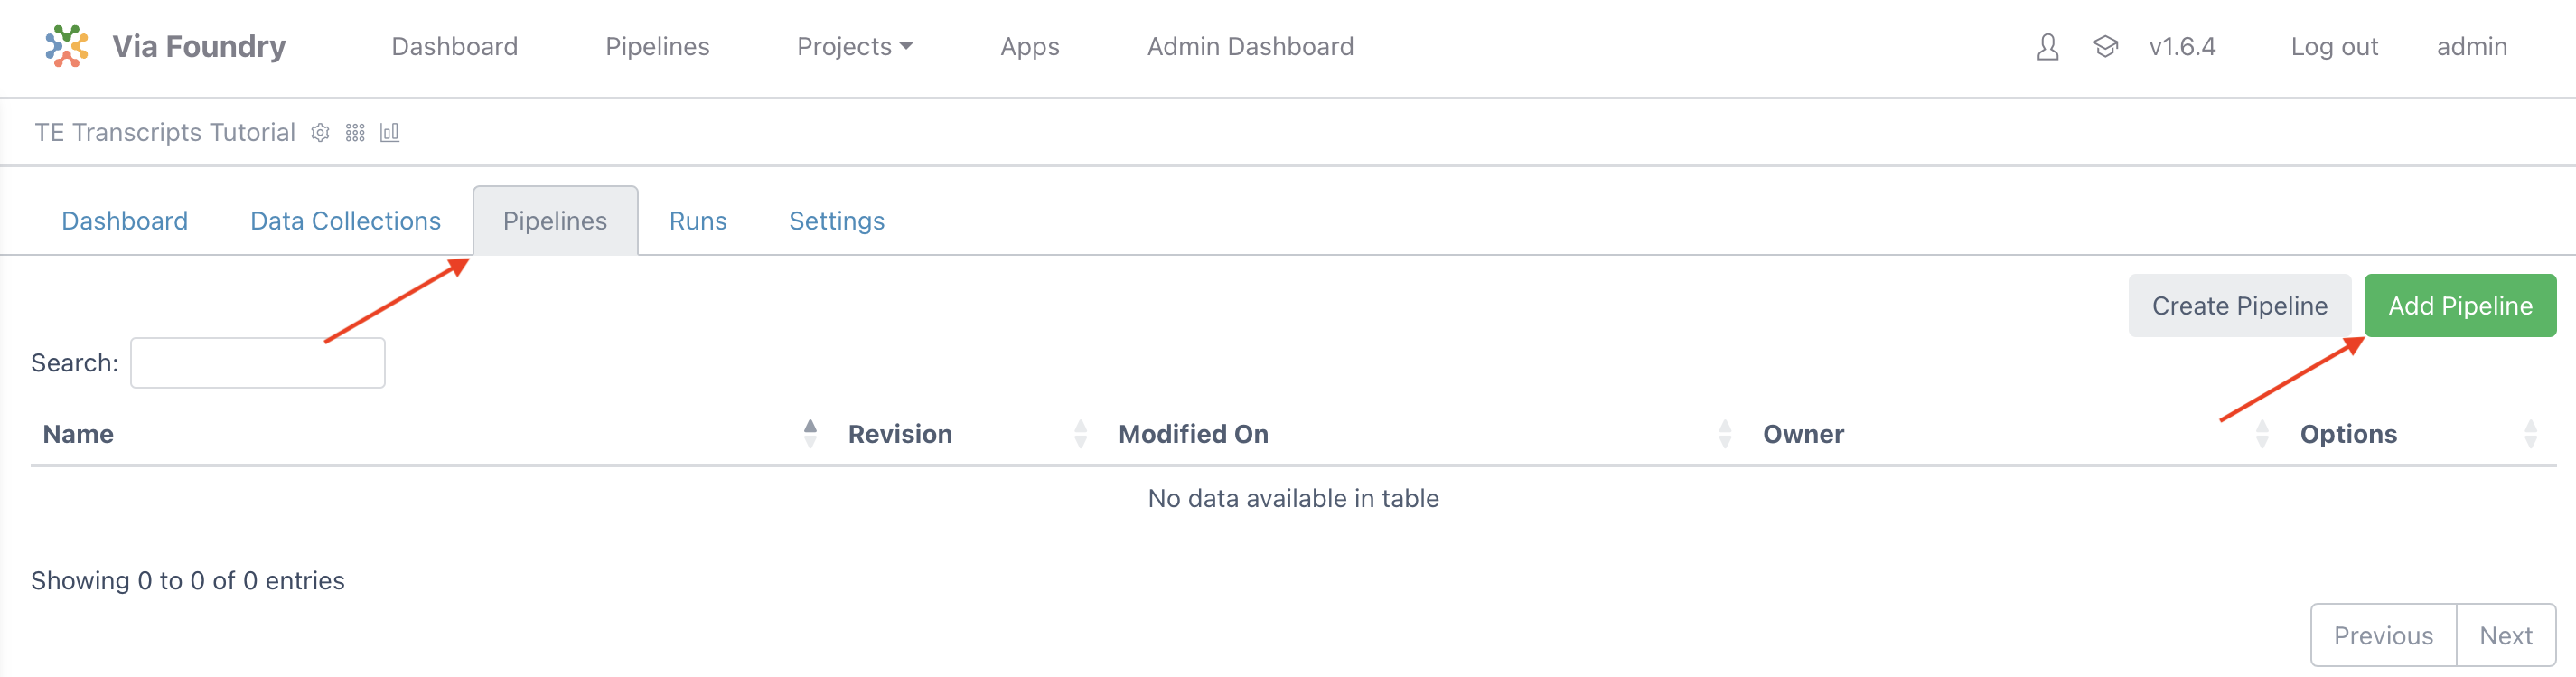 Via Foundry Dashboard Pipelines Projects Apps Admin Dashboard v1.6.4 Log out admin
TE Transcripts Tutorial
Dashboard Data Collections Pipelines Runs Settings
Create Pipeline Add Pipeline
Search:
Name Revision Modified On Owner Options
No data available in table
Showing 0 to 0 of 0 entries
Previous Next